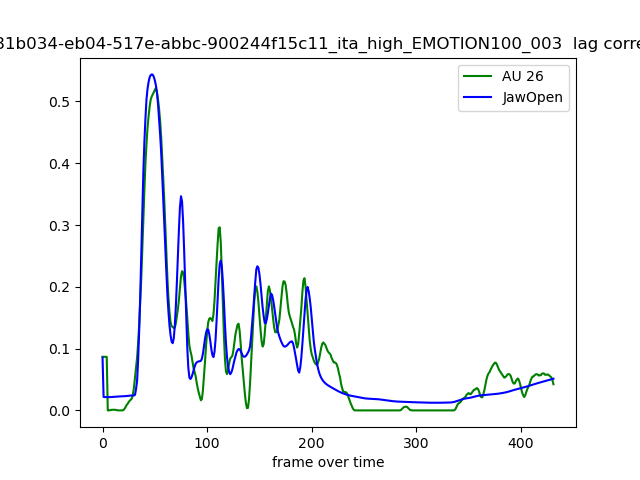 31b034-eb04-517e-abbc-900244f15c11_ita_high_EMOTION100_003 lag corre
AU 26
JawOpen
0.5
0.4
0.3
0.2
0.1
0.0
0 100 200 300 400
frame over time